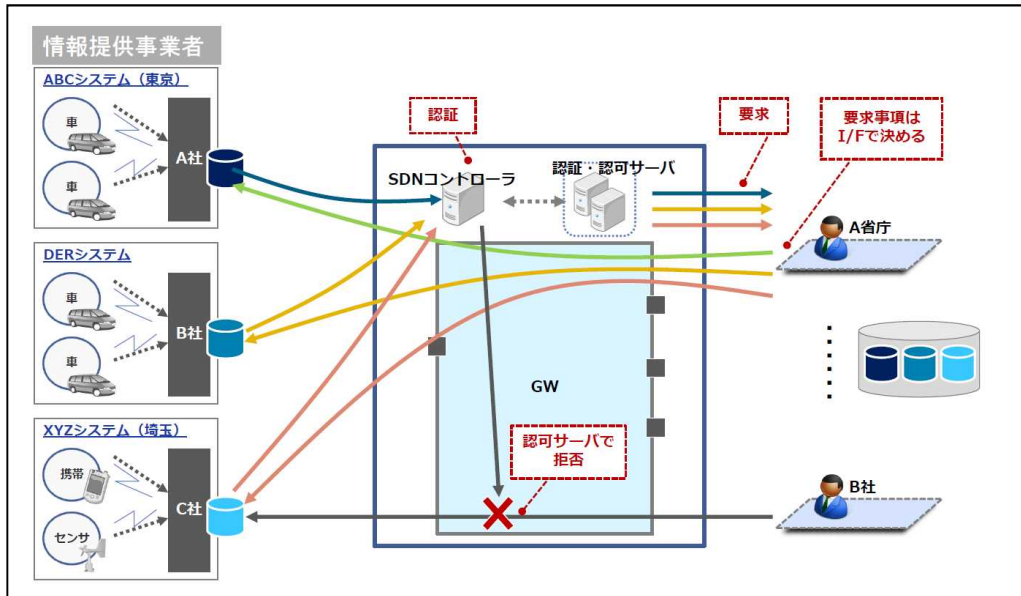 情報提供事業者
ABCシステム（東京）
車
車
A社
DERシステム
車
車
B社
XYZシステム（埼玉）
携帯
センサ
C社
認証
SDNコントローラ
認証・認可サーバ
要求
要求事項は
I/Fで決める
A省庁
GW
認可サーバで
拒否
B社